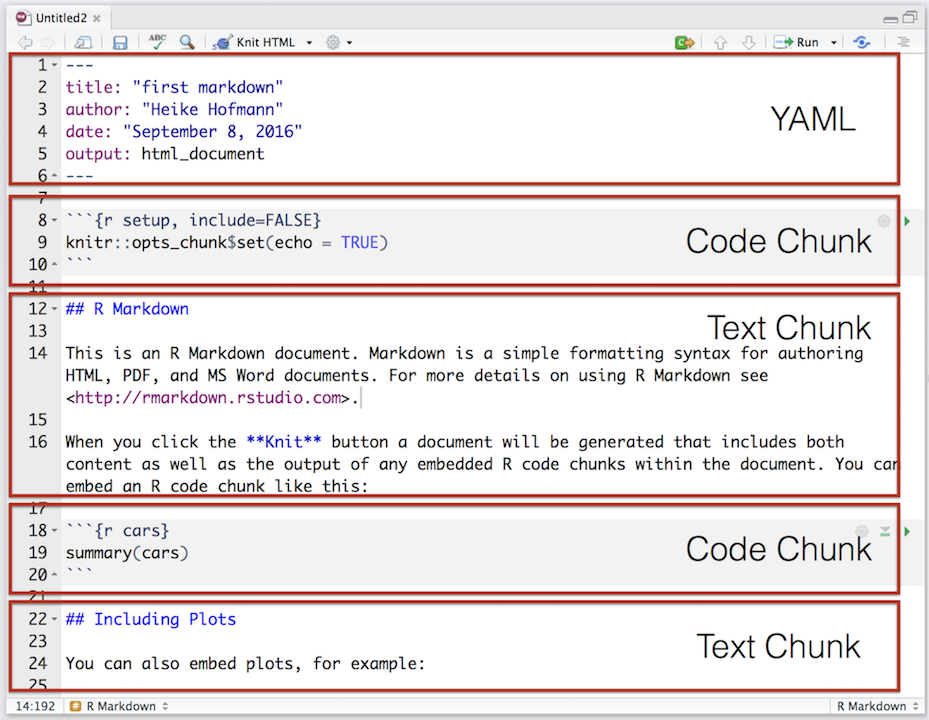 Untitled2
ABC
Knit HTML
Run
1 ---
2 title: "first markdown"
3 author: "Heike Hofmann"
4 date: "September 8, 2016"
5 output: html_document
6 ---
YAML
7
8 ```{r setup, include=FALSE}
9 knitr::opts_chunk$set(echo = TRUE)
10 ```
Code Chunk
11
12 ## R Markdown
13
Text Chunk
14 This is an R Markdown document. Markdown is a simple formatting syntax for authoring
HTML, PDF, and MS Word documents. For more details on using R Markdown see
<http://rmarkdown.rstudio.com>.
15
16 When you click the **Knit** button a document will be generated that includes both
content as well as the output of any embedded R code chunks within the document. You can
embed an R code chunk like this:
17
18 ```{r cars}
19 summary(cars)
20 ```
Code Chunk
21
22 ## Including Plots
23
Text Chunk
24 You can also embed plots, for example:
25
14:192
R Markdown
R Markdown